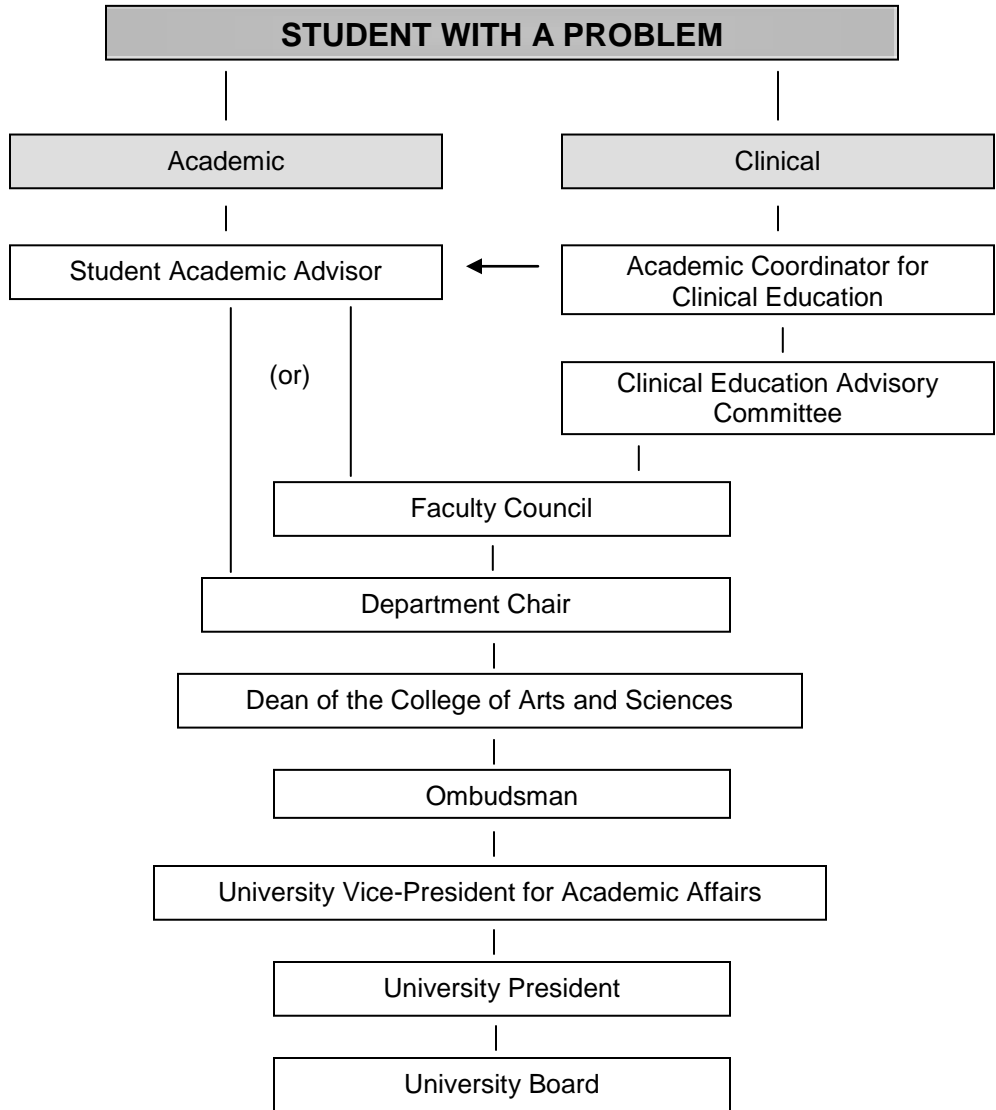 STUDENT WITH A PROBLEM
Academic
Clinical
Student Academic Advisor
Academic Coordinator for
Clinical Education
(or)
Clinical Education Advisory
Committee
Faculty Council
Department Chair
Dean of the College of Arts and Sciences
Ombudsman
University Vice-President for Academic Affairs
University President
University Board